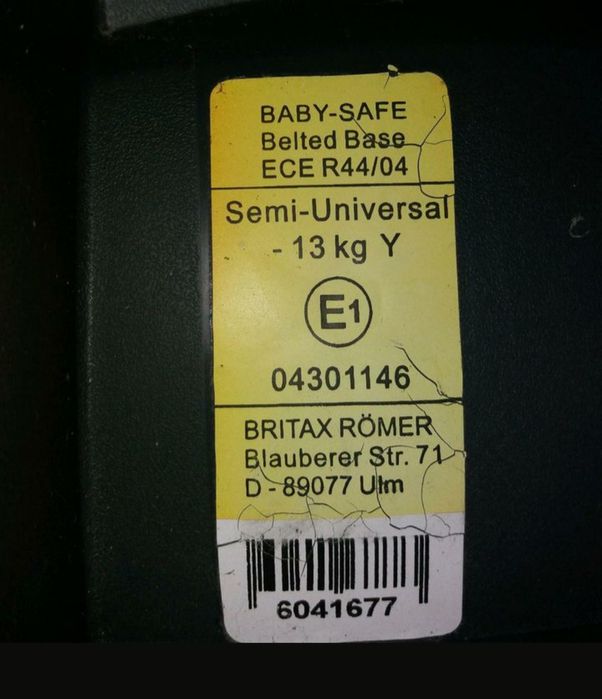 BABY-SAFE
Belted Base
ECE R44/04
Semi-Universal
- 13 kg Y
E1
04301146
BRITAX RÖMER
Blauberer Str. 71
D - 89077 Ulm
6041677